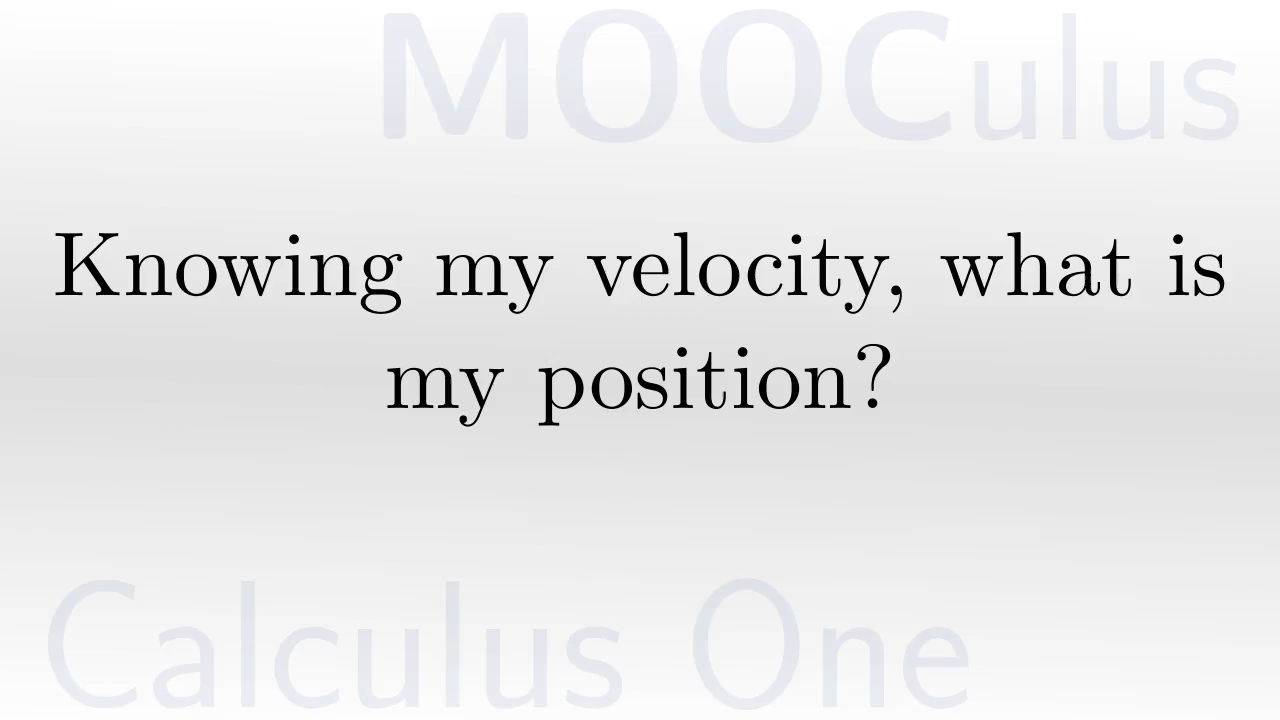 MOOCulus
Knowing my velocity, what is
my position?
Calculus One